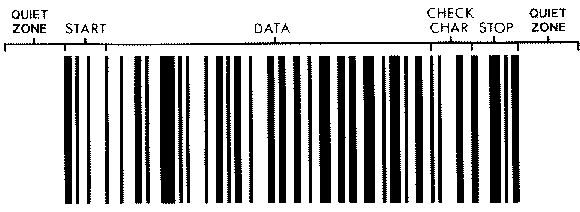 QUIET
ZONE
START
DATA
CHECK
CHAR
STOP
QUIET
ZONE